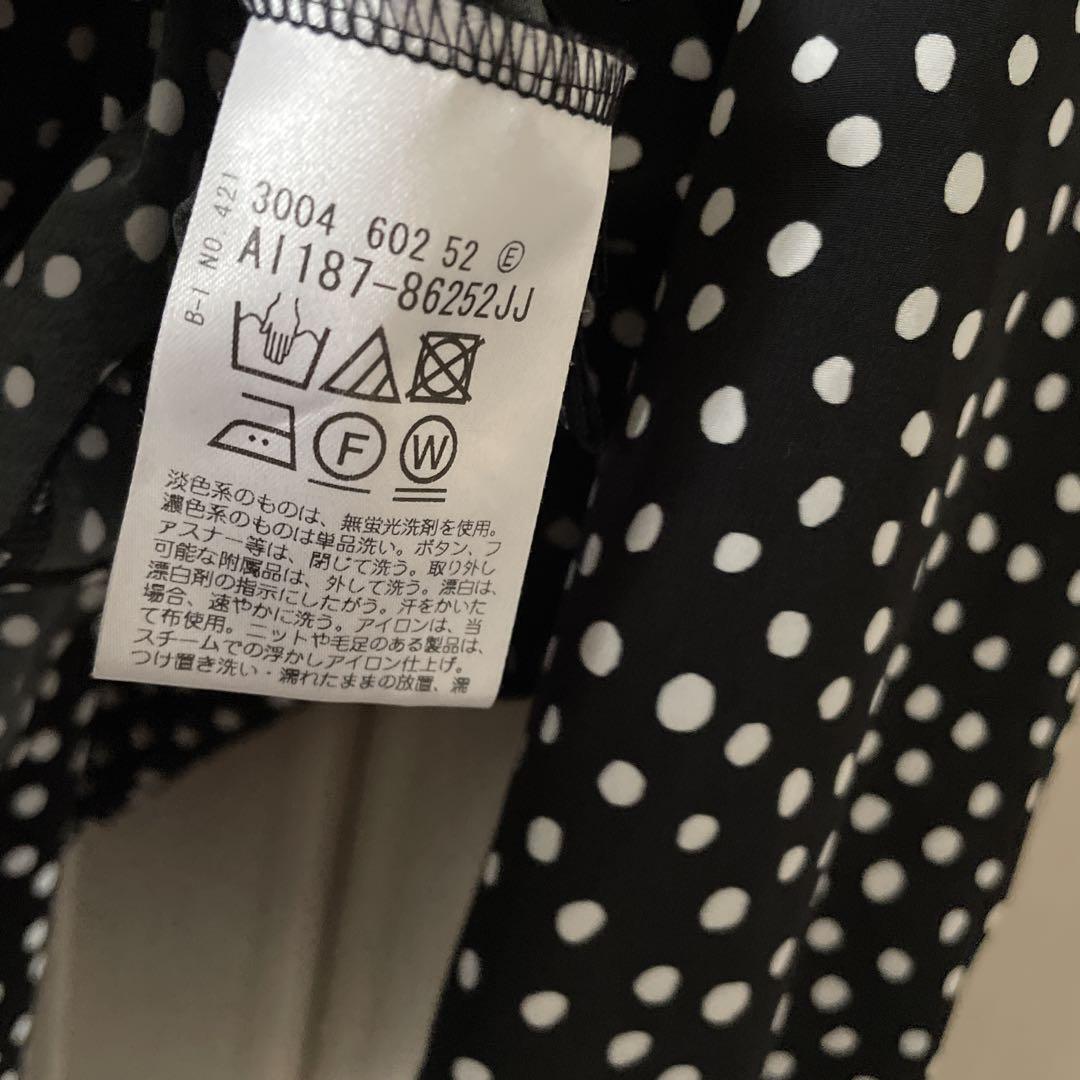 B-1 NO.421
3004 602 52 Ⓔ
AI187-86252JJ
F W
淡色系のものは、無蛍光洗剤を使用。
濃色系のものは単品洗い。ボタン、フ
ァスナー等は、閉じて洗う。取り外し
可能な附属品は、外して洗う。漂白は、
漂白剤の指示にしたがう。汗をかいた
場合、速やかに洗う。アイロンは、当
て布使用。ニットや毛足のある製品は、
スチームでの浮かしアイロン仕上げ。
つけ置き洗い・濡れたままの放置、濡